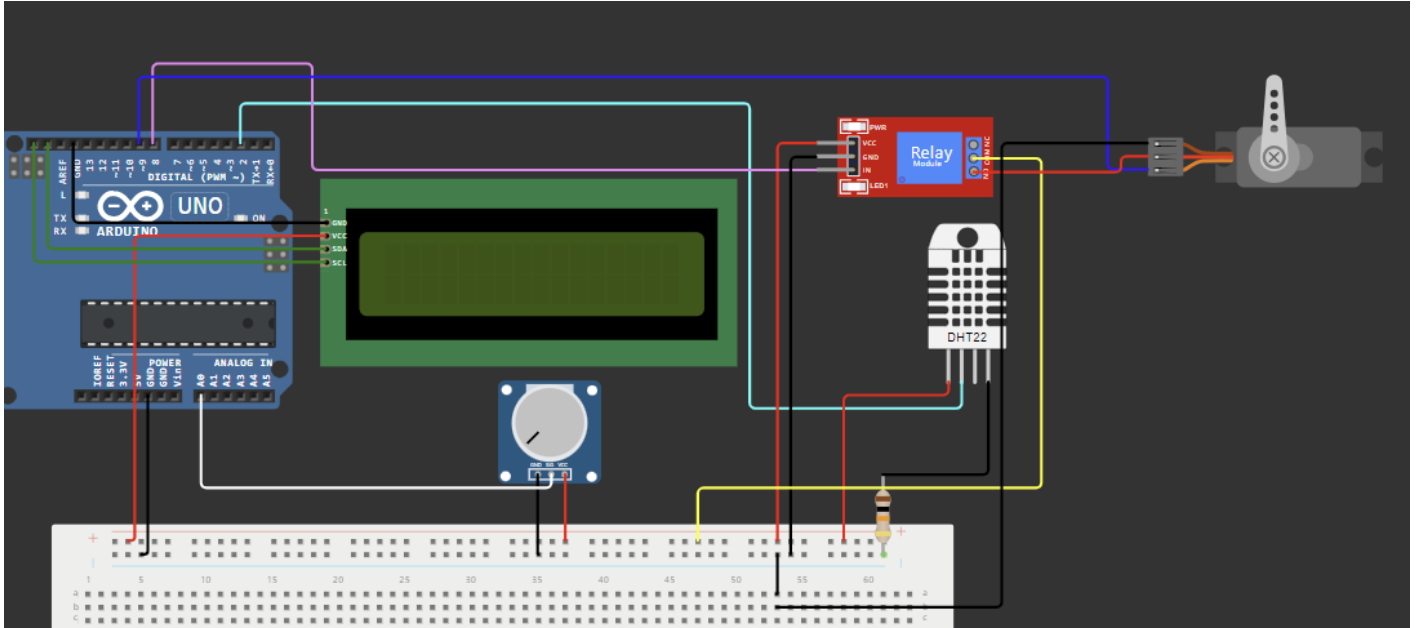 AREF
GND
13
12
~11
~10
~9
8
7
~6
~5
4
~3
2
TX→1
RX←0
DIGITAL (PWM ~)
L
UNO
TX
RX
ON
ARDUINO
IOREF
RESET
3.3V
5V
GND
GND
Vin
POWER
ANALOG IN
A0
A1
A2
A3
A4
A5
1
GND
VCC
SDA
SCL
GND SIG VCC
PWR
VCC
GND
IN
LED1
Relay
Module
NC
COM
NO
DHT22
+ +
1 5 10 15 20 25 30 35 40 45 50 55 60
a a
b
c c